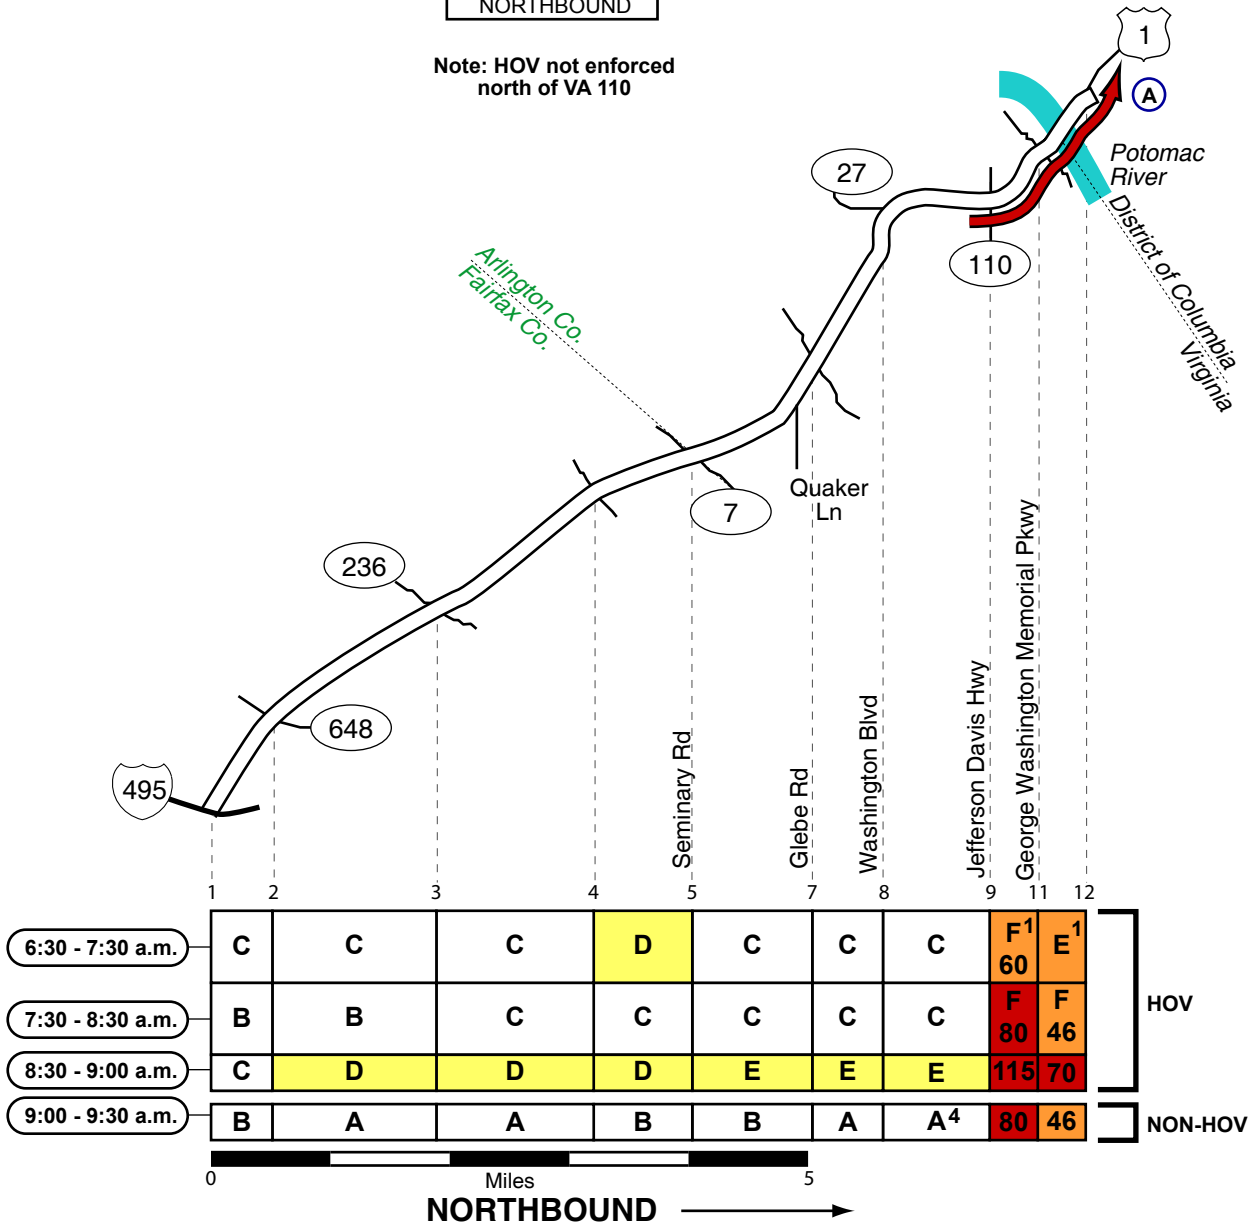 NORTHBOUND
Note: HOV not enforced
north of VA 110
1
A
Potomac
River
27
110
District of Columbia
Virginia
Arlington Co.
Fairfax Co.
Quaker
Ln
7
236
648
495
Seminary Rd
Glebe Rd
Washington Blvd
Jefferson Davis Hwy
George Washington Memorial Pkwy
1 2 3 4 5 7 8 9 11 12
6:30 - 7:30 a.m. C C C D C C C F1 60 E1
7:30 - 8:30 a.m. B B C C C C C F 80 F 46
HOV
8:30 - 9:00 a.m. C D D D E E E 115 70
9:00 - 9:30 a.m. B A A B B A A4 80 46 NON-HOV
0 Miles 5
NORTHBOUND